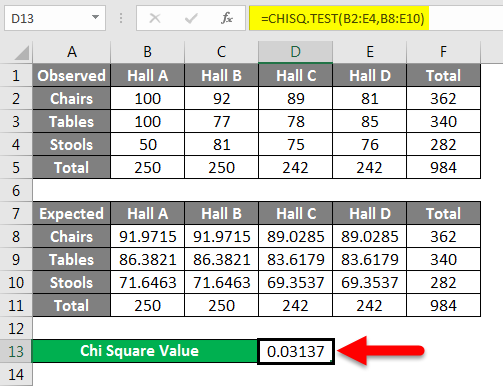 D13 fx =CHISQ.TEST(B2:E4,B8:E10)
A B C D E F
1 Observed Hall A Hall B Hall C Hall D Total
2 Chairs 100 92 89 81 362
3 Tables 100 77 78 85 340
4 Stools 50 81 75 76 282
5 Total 250 250 242 242 984
6
7 Expected Hall A Hall B Hall C Hall D Total
8 Chairs 91.9715 91.9715 89.0285 89.0285 362
9 Tables 86.3821 86.3821 83.6179 83.6179 340
10 Stools 71.6463 71.6463 69.3537 69.3537 282
11 Total 250 250 242 242 984
12
13 Chi Square Value 0.03137
14